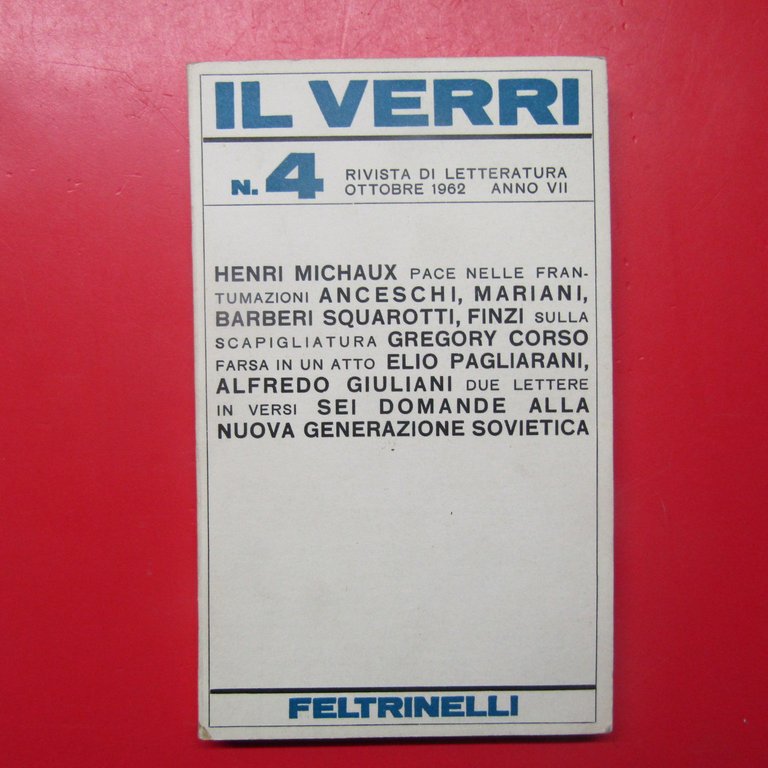 IL VERRI
N. 4 RIVISTA DI LETTERATURA
OTTOBRE 1962 ANNO VII
HENRI MICHAUX PACE NELLE FRAN-
TUMAZIONI ANCESCHI, MARIANI,
BARBERI SQUAROTTI, FINZI SULLA
SCAPIGLIATURA GREGORY CORSO
FARSA IN UN ATTO ELIO PAGLIARANI,
ALFREDO GIULIANI DUE LETTERE
IN VERSI SEI DOMANDE ALLA
NUOVA GENERAZIONE SOVIETICA
FELTRINELLI